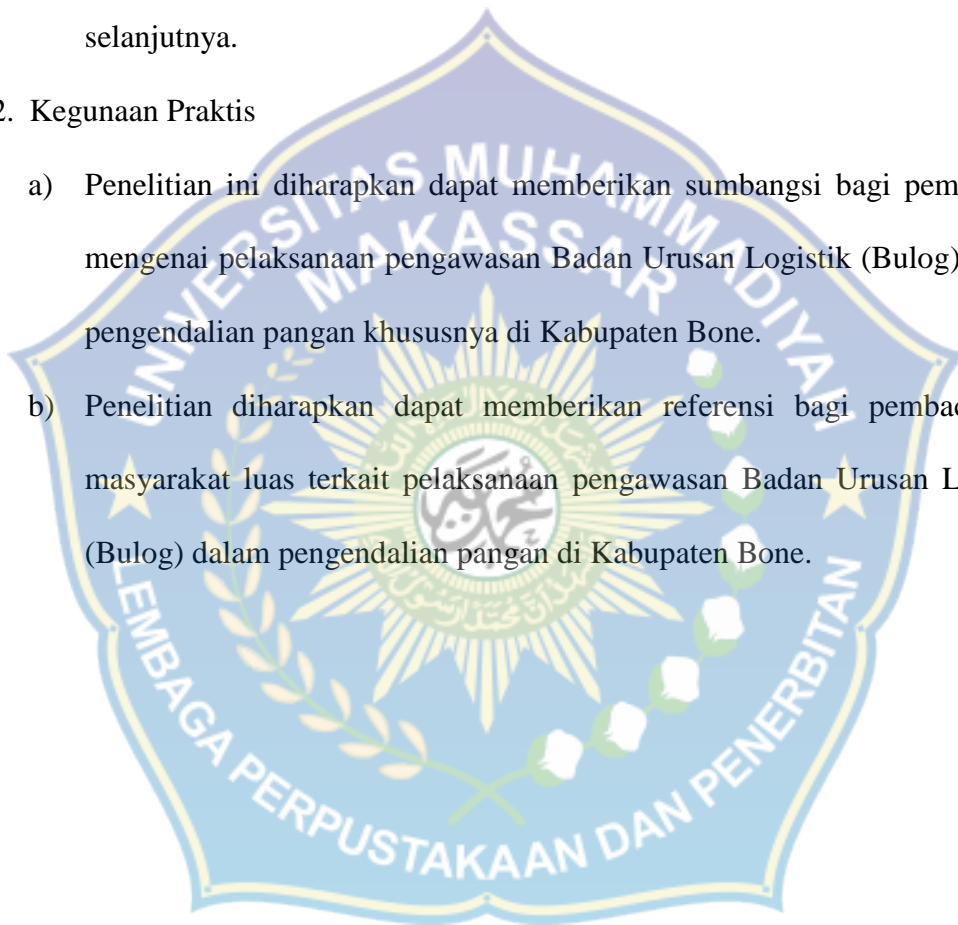 selanjutnya.
2. Kegunaan Praktis
a) Penelitian ini diharapkan dapat memberikan sumbangsi bagi pem
mengenai pelaksanaan pengawasan Badan Urusan Logistik (Bulog)
pengendalian pangan khususnya di Kabupaten Bone.
b) Penelitian diharapkan dapat memberikan referensi bagi pembac
masyarakat luas terkait pelaksanaan pengawasan Badan Urusan L
(Bulog) dalam pengendalian pangan di Kabupaten Bone.
UNIVERSITAS MUHAMMADIYAH
MAKASSAR
LEMBAGA PERPUSTAKAAN DAN PENERBITAN